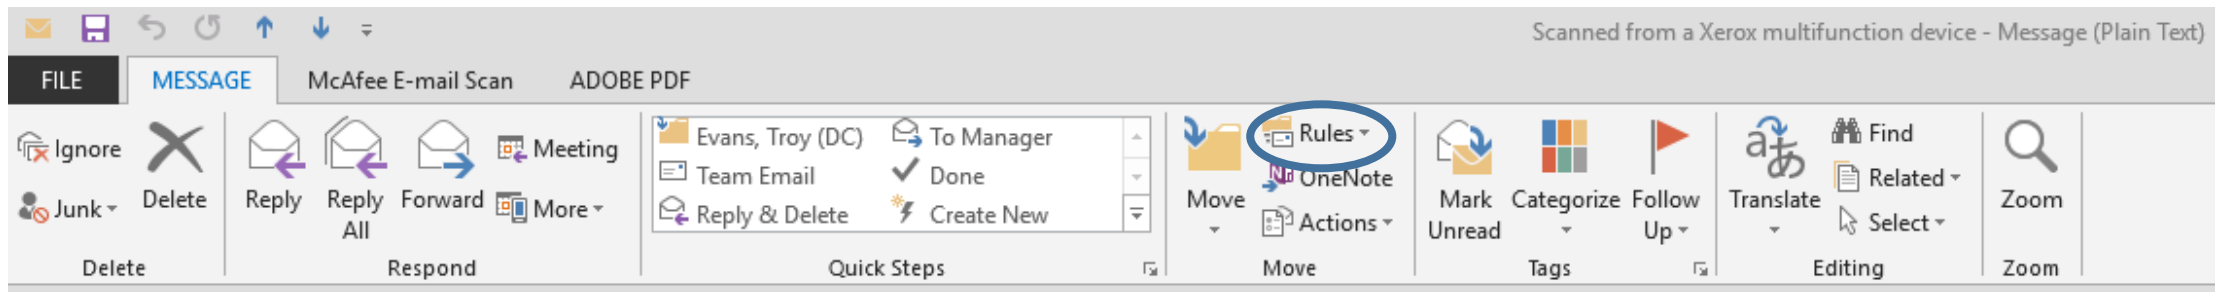 Scanned from a Xerox multifunction device - Message (Plain Text)
FILE MESSAGE McAfee E-mail Scan ADOBE PDF
Ignore
Junk
Delete
Delete
Reply
Reply All
Forward
Meeting
More
Respond
Evans, Troy (DC) To Manager
Team Email Done
Reply & Delete Create New
Quick Steps
Move
Rules
OneNote
Actions
Move
Mark Unread
Categorize
Follow Up
Tags
Translate
Find
Related
Select
Editing
Zoom
Zoom